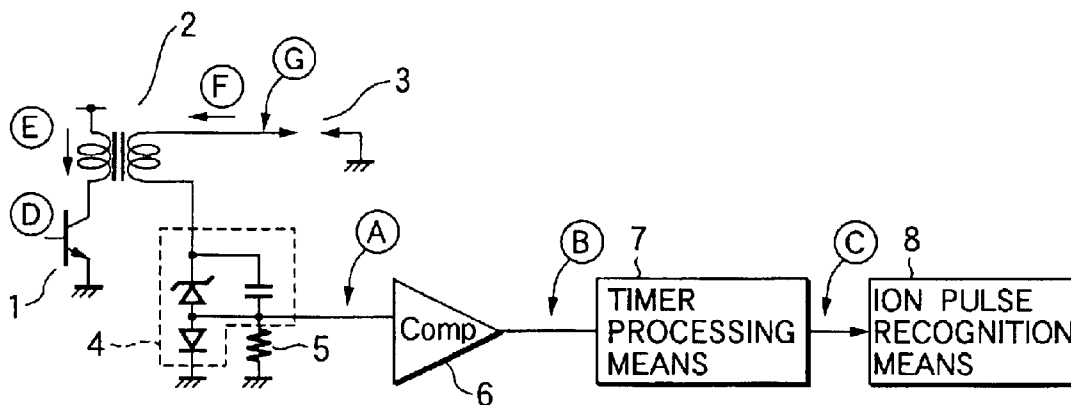 2
G
F
3
E
D
1
A
B
7
C
8
4
5
Comp
6
TIMER
PROCESSING
MEANS
ION PULSE
RECOGNITION
MEANS